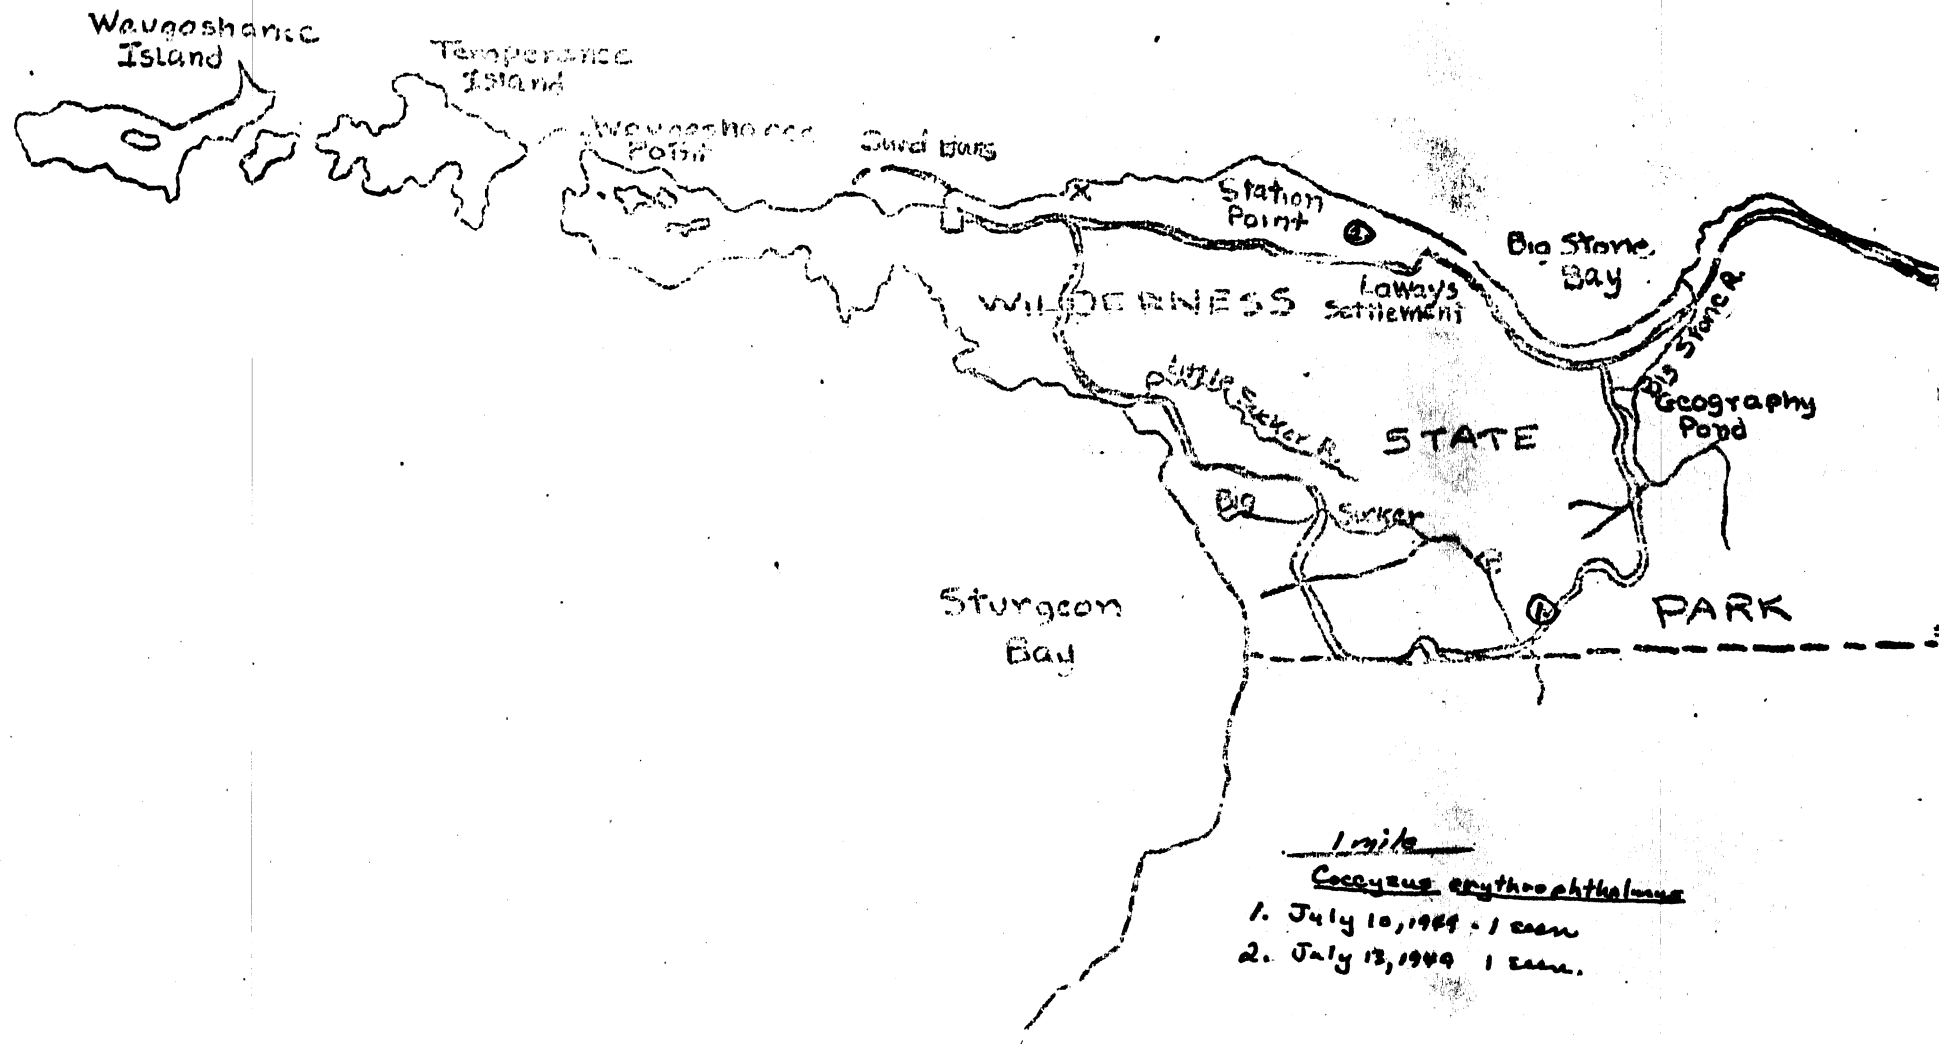 Waugoshance
Island
Temperance
Island
Waugoshance
Point
Sand Bars
X
Station
Point
2
Big Stone
Bay
Laways
Settlement
WILDERNESS
Big Stone R.
Little Sucker R.
Geography
Pond
STATE
Big Sucker R
1
PARK
Sturgeon
Bay
1 mile
Coccyzus erythrophthalmus
1. July 10, 1949 - 1 seen
2. July 13, 1949 1 seen.